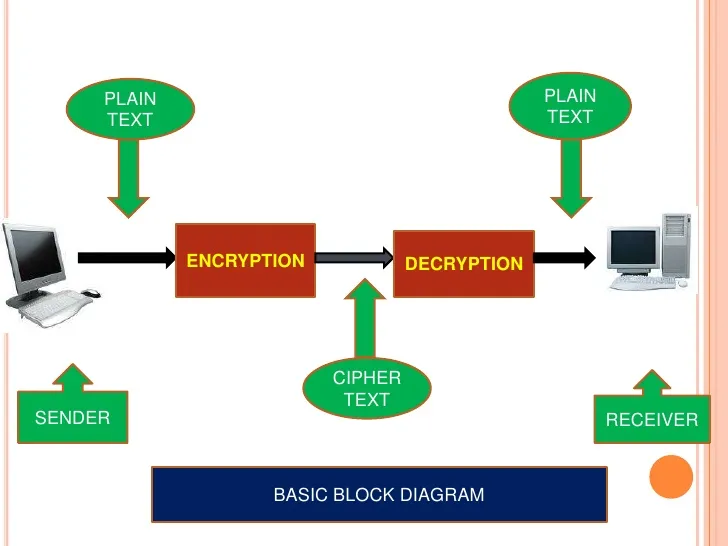 PLAIN
TEXT
PLAIN
TEXT
ENCRYPTION
DECRYPTION
CIPHER
TEXT
SENDER
RECEIVER
BASIC BLOCK DIAGRAM